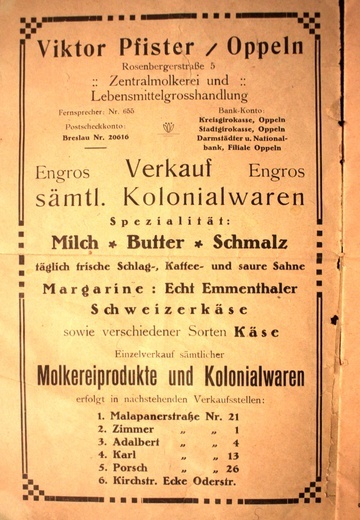 Viktor Pfister / Oppeln
Rosenbergerstraße 5
:: Zentralmolkerei und ::
Lebensmittelgrosshandlung
Fernsprecher: Nr. 655
Postscheckkonto:
Breslau Nr. 20616
Bank-Konto:
Kreisgirokasse, Oppeln
Stadtgirokasse, Oppeln
Darmstädter u. National-
bank, Filiale Oppeln
Engros Verkauf Engros
sämtl. Kolonialwaren
Spezialität:
Milch * Butter * Schmalz
täglich frische Schlag-, Kaffee- und saure Sahne
Margarine : Echt Emmenthaler
Schweizerkäse
sowie verschiedener Sorten Käse
Einzelverkauf sämtlicher
Molkereiprodukte und Kolonialwaren
erfolgt in nachstehenden Verkaufsstellen:
1. Malapanerstraße Nr. 21
2. Zimmer „ „ 1
3. Adalbert „ „ 4
4. Karl „ „ 13
5. Porsch „ „ 26
6. Kirchstr. Ecke Oderstr.